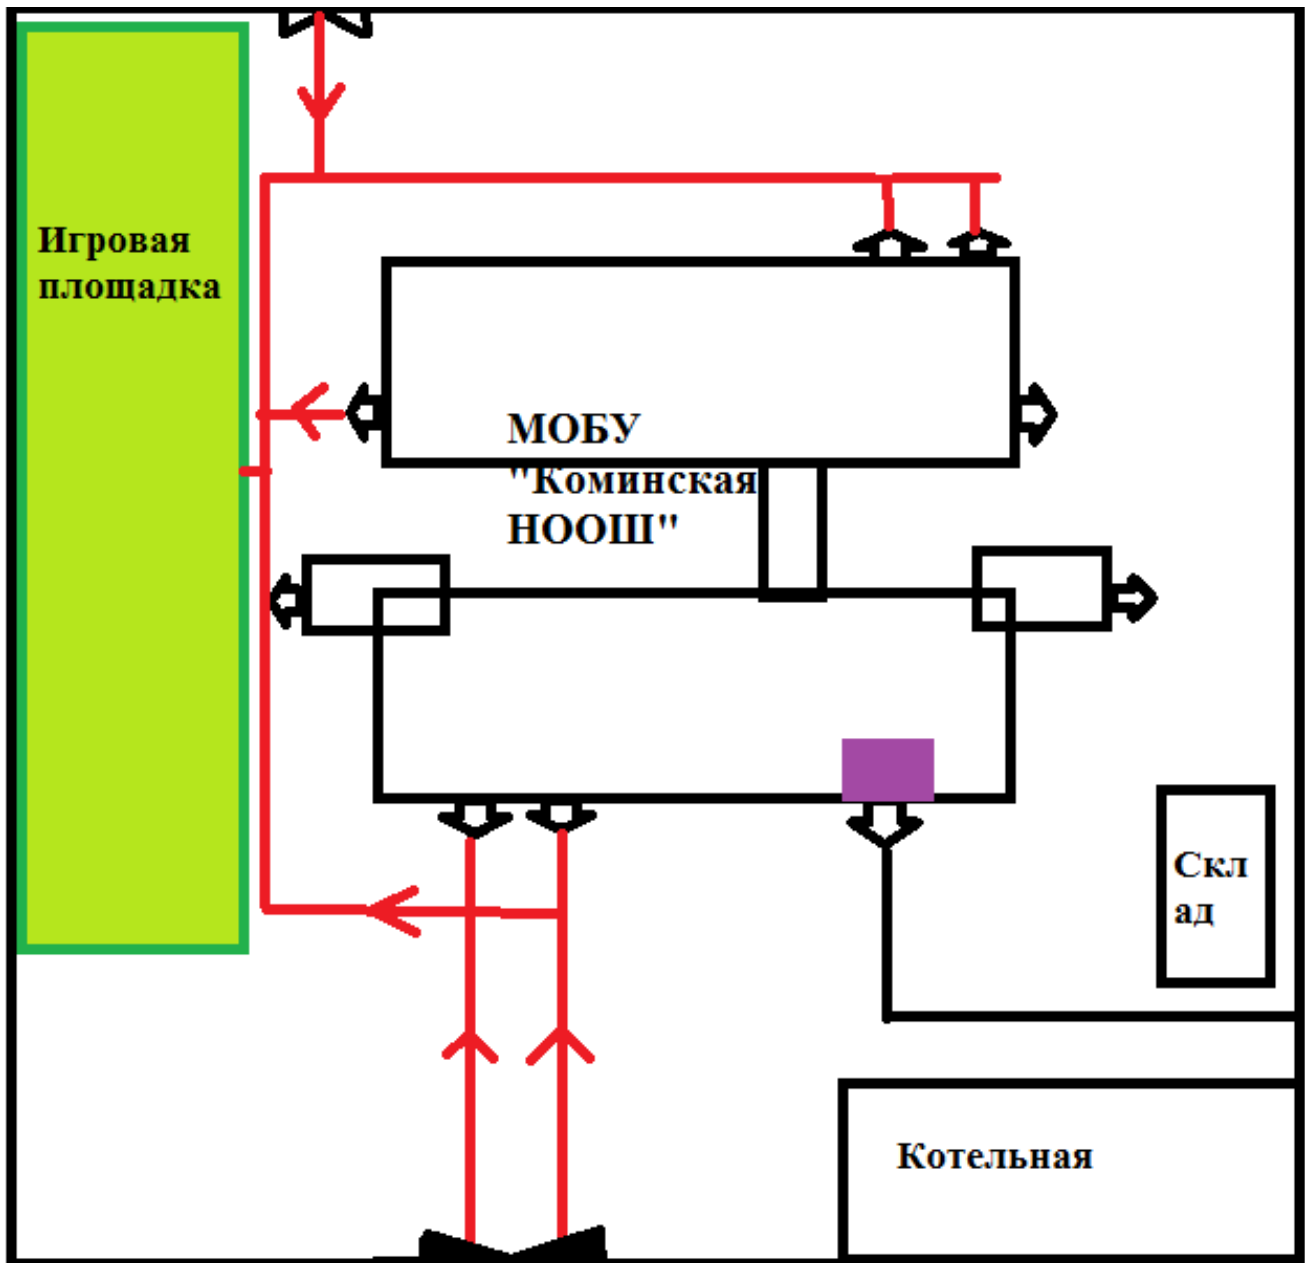 Игровая
площадка
МОБУ
"Коминская
НООШ"
Скл
ад
Котельная